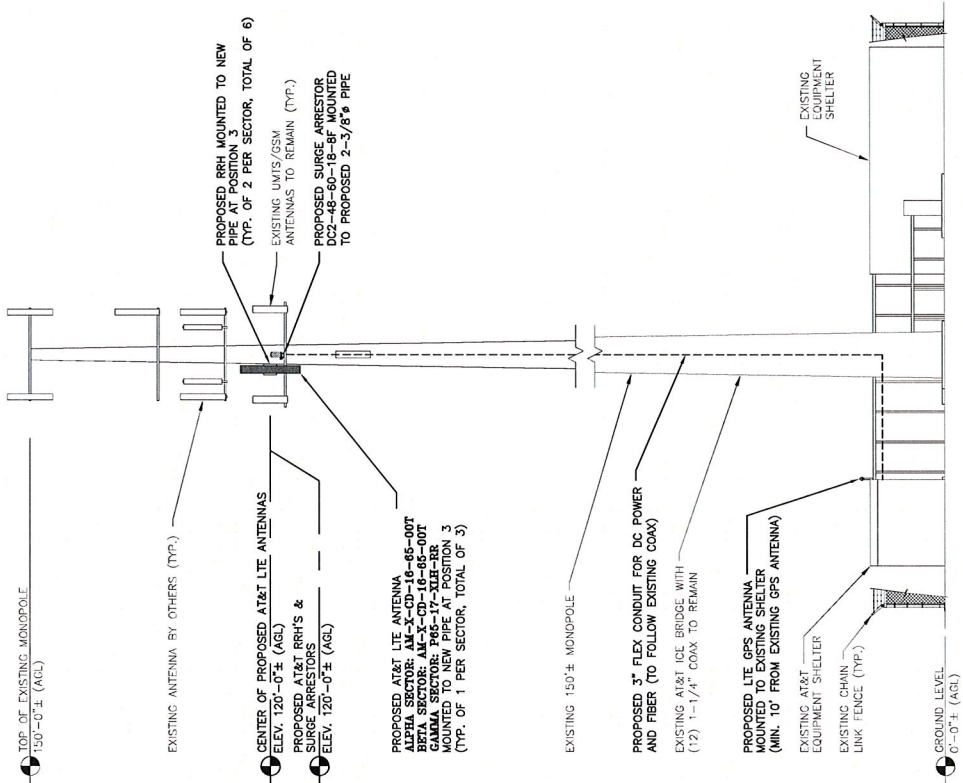 TOP OF EXISTING MONOPOLE
150'-0"± (AGL)
EXISTING ANTENNA BY OTHERS (TYP.)
CENTER OF PROPOSED AT&T LTE ANTENNAS
ELEV. 120'-0"± (AGL)
PROPOSED AT&T RRH'S &
SURGE ARRESTORS
ELEV. 120'-0"± (AGL)
PROPOSED AT&T LTE ANTENNA
ALPHA SECTOR: AM-X-CD-16-65-00T
BETA SECTOR: AM-X-CD-16-65-00T
GAMMA SECTOR: P65-17-XLH-RR
MOUNTED TO NEW PIPE AT POSITION 3
(TYP. OF 1 PER SECTOR, TOTAL OF 3)
EXISTING 150'± MONOPOLE
PROPOSED 3" FLEX CONDUIT FOR DC POWER
AND FIBER (TO FOLLOW EXISTING COAX)
EXISTING AT&T ICE BRIDGE WITH
(12) 1-1/4" COAX TO REMAIN
PROPOSED LTE GPS ANTENNA
MOUNTED TO EXISTING SHELTER
(MIN. 10' FROM EXISTING GPS ANTENNA)
EXISTING AT&T
EQUIPMENT SHELTER
EXISTING CHAIN
LINK FENCE (TYP.)
GROUND LEVEL
0'-0"± (AGL)
PROPOSED RRH MOUNTED TO NEW
PIPE AT POSITION 3
(TYP. OF 2 PER SECTOR, TOTAL OF 6)
EXISTING UMTS/GSM
ANTENNAS TO REMAIN (TYP.)
PROPOSED SURGE ARRESTOR
DC2-48-60-18-8F MOUNTED
TO PROPOSED 2-3/8"ø PIPE
EXISTING
EQUIPMENT
SHELTER